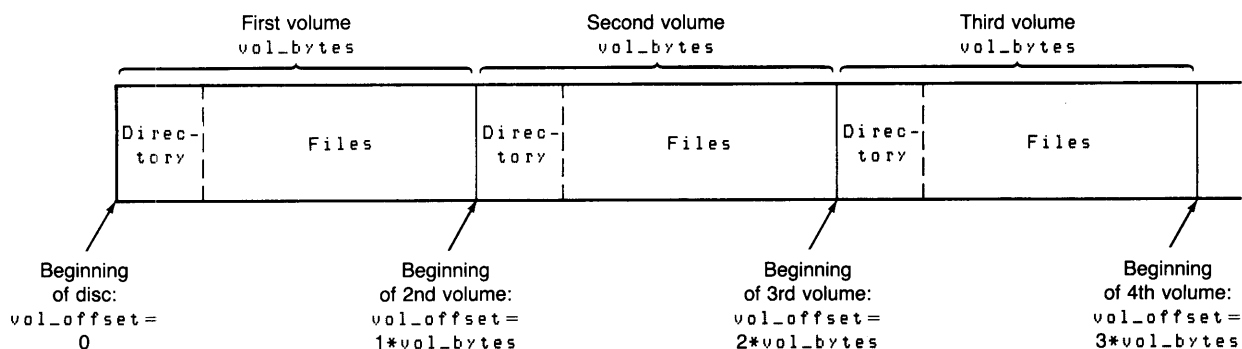 First volume
vol_bytes
Second volume
vol_bytes
Third volume
vol_bytes
Direc-
tory
Files
Direc-
tory
Files
Direc-
tory
Files
Beginning
of disc:
vol_offset=
0
Beginning
of 2nd volume:
vol_offset=
1*vol_bytes
Beginning
of 3rd volume:
vol_offset=
2*vol_bytes
Beginning
of 4th volume:
vol_offset=
3*vol_bytes